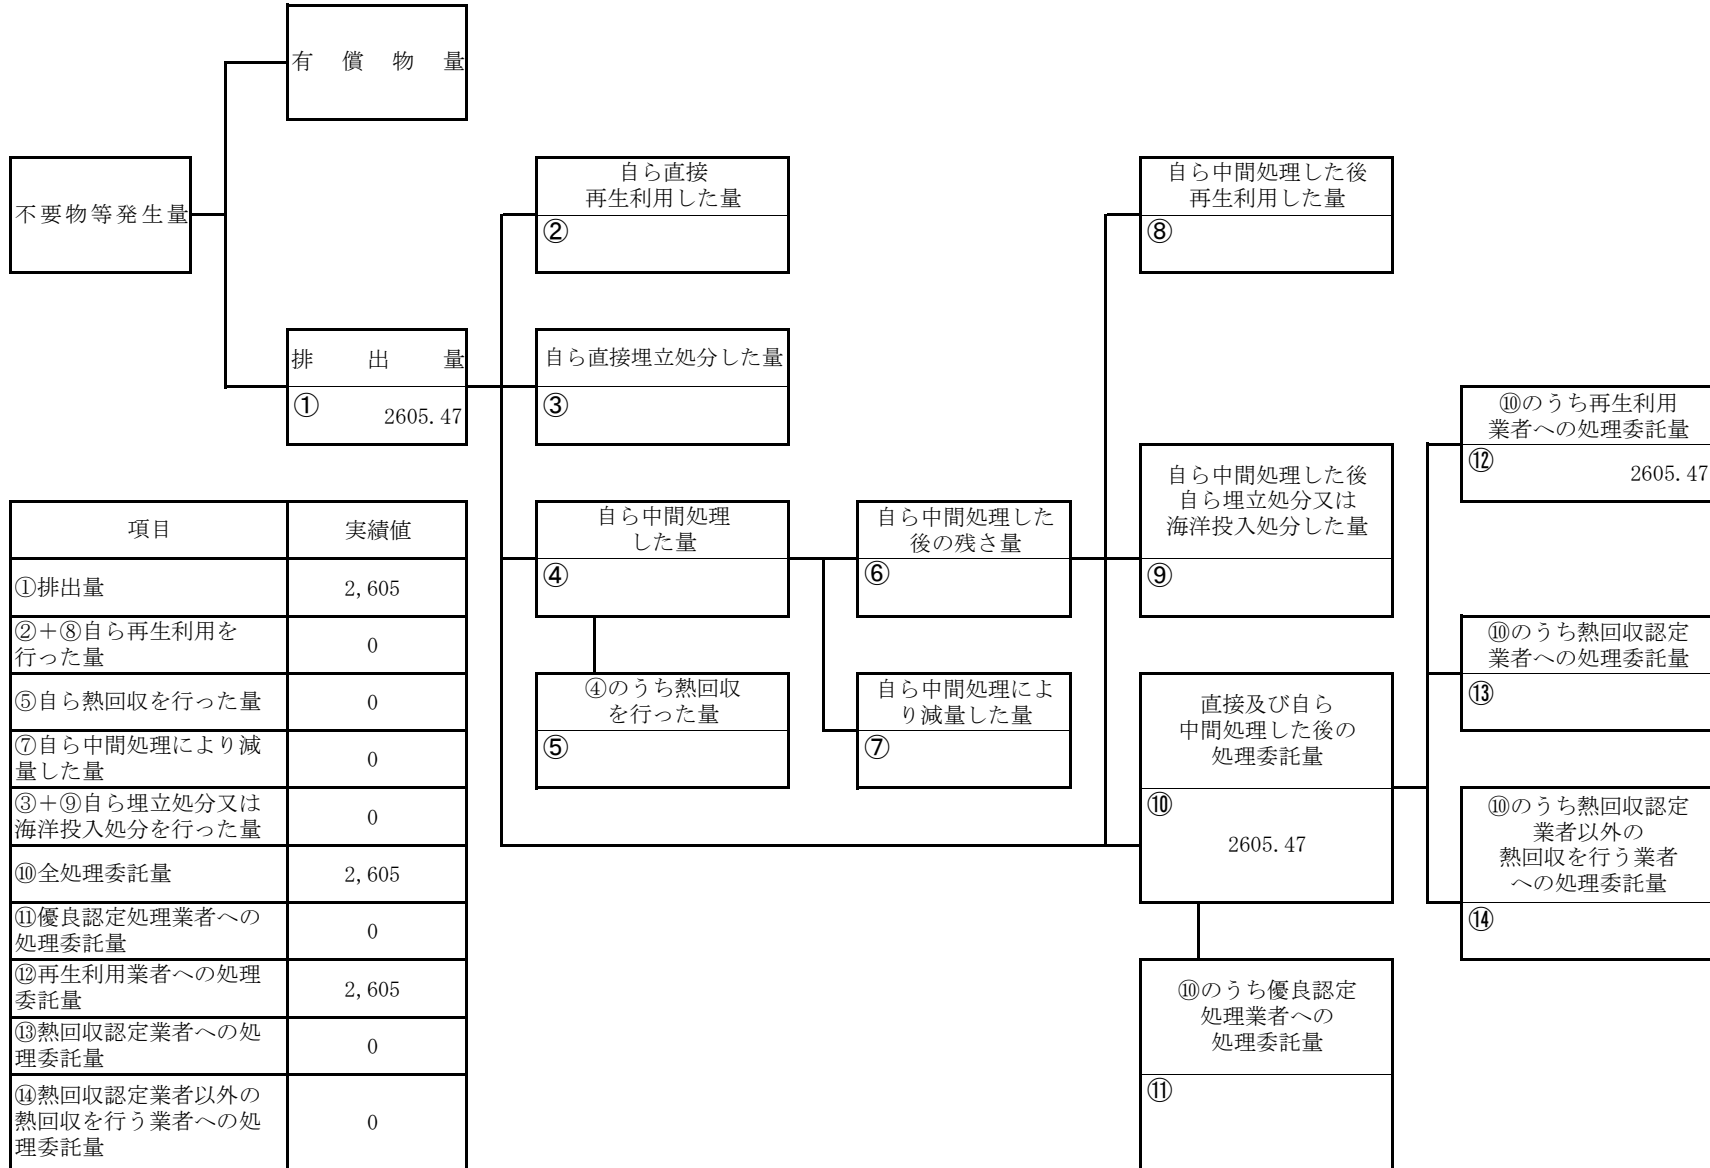 有償物量
不要物等発生量
排出量
①
2605.47
自ら直接
再生利用した量
②
自ら直接埋立処分した量
③
自ら中間処理
した量
④
④のうち熱回収
を行った量
⑤
自ら中間処理した
後の残さ量
⑥
自ら中間処理によ
り減量した量
⑦
自ら中間処理した後
再生利用した量
⑧
自ら中間処理した後
自ら埋立処分又は
海洋投入処分した量
⑨
直接及び自ら
中間処理した後の
処理委託量
⑩
2605.47
⑩のうち優良認定
処理業者への
処理委託量
⑪
⑩のうち再生利用
業者への処理委託量
⑫
2605.47
⑩のうち熱回収認定
業者への処理委託量
⑬
⑩のうち熱回収認定
業者以外の
熱回収を行う業者
への処理委託量
⑭
項目 実績値
①排出量 2,605
②＋⑧自ら再生利用を
行った量 0
⑤自ら熱回収を行った量 0
⑦自ら中間処理により減
量した量 0
③＋⑨自ら埋立処分又は
海洋投入処分を行った量 0
⑩全処理委託量 2,605
⑪優良認定処理業者への
処理委託量 0
⑫再生利用業者への処理
委託量 2,605
⑬熱回収認定業者への処
理委託量 0
⑭熱回収認定業者以外の
熱回収を行う業者への処
理委託量 0